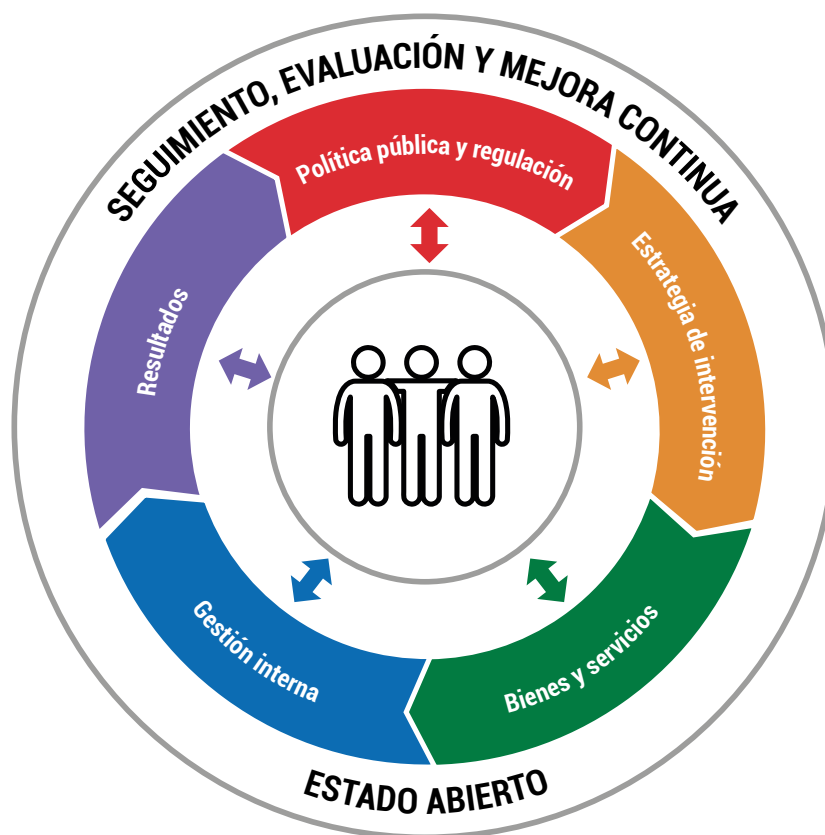 SEGUIMIENTO, EVALUACIÓN Y MEJORA CONTINUA
Política pública y regulación
Estrategia de intervención
Bienes y servicios
Gestión interna
Resultados
ESTADO ABIERTO